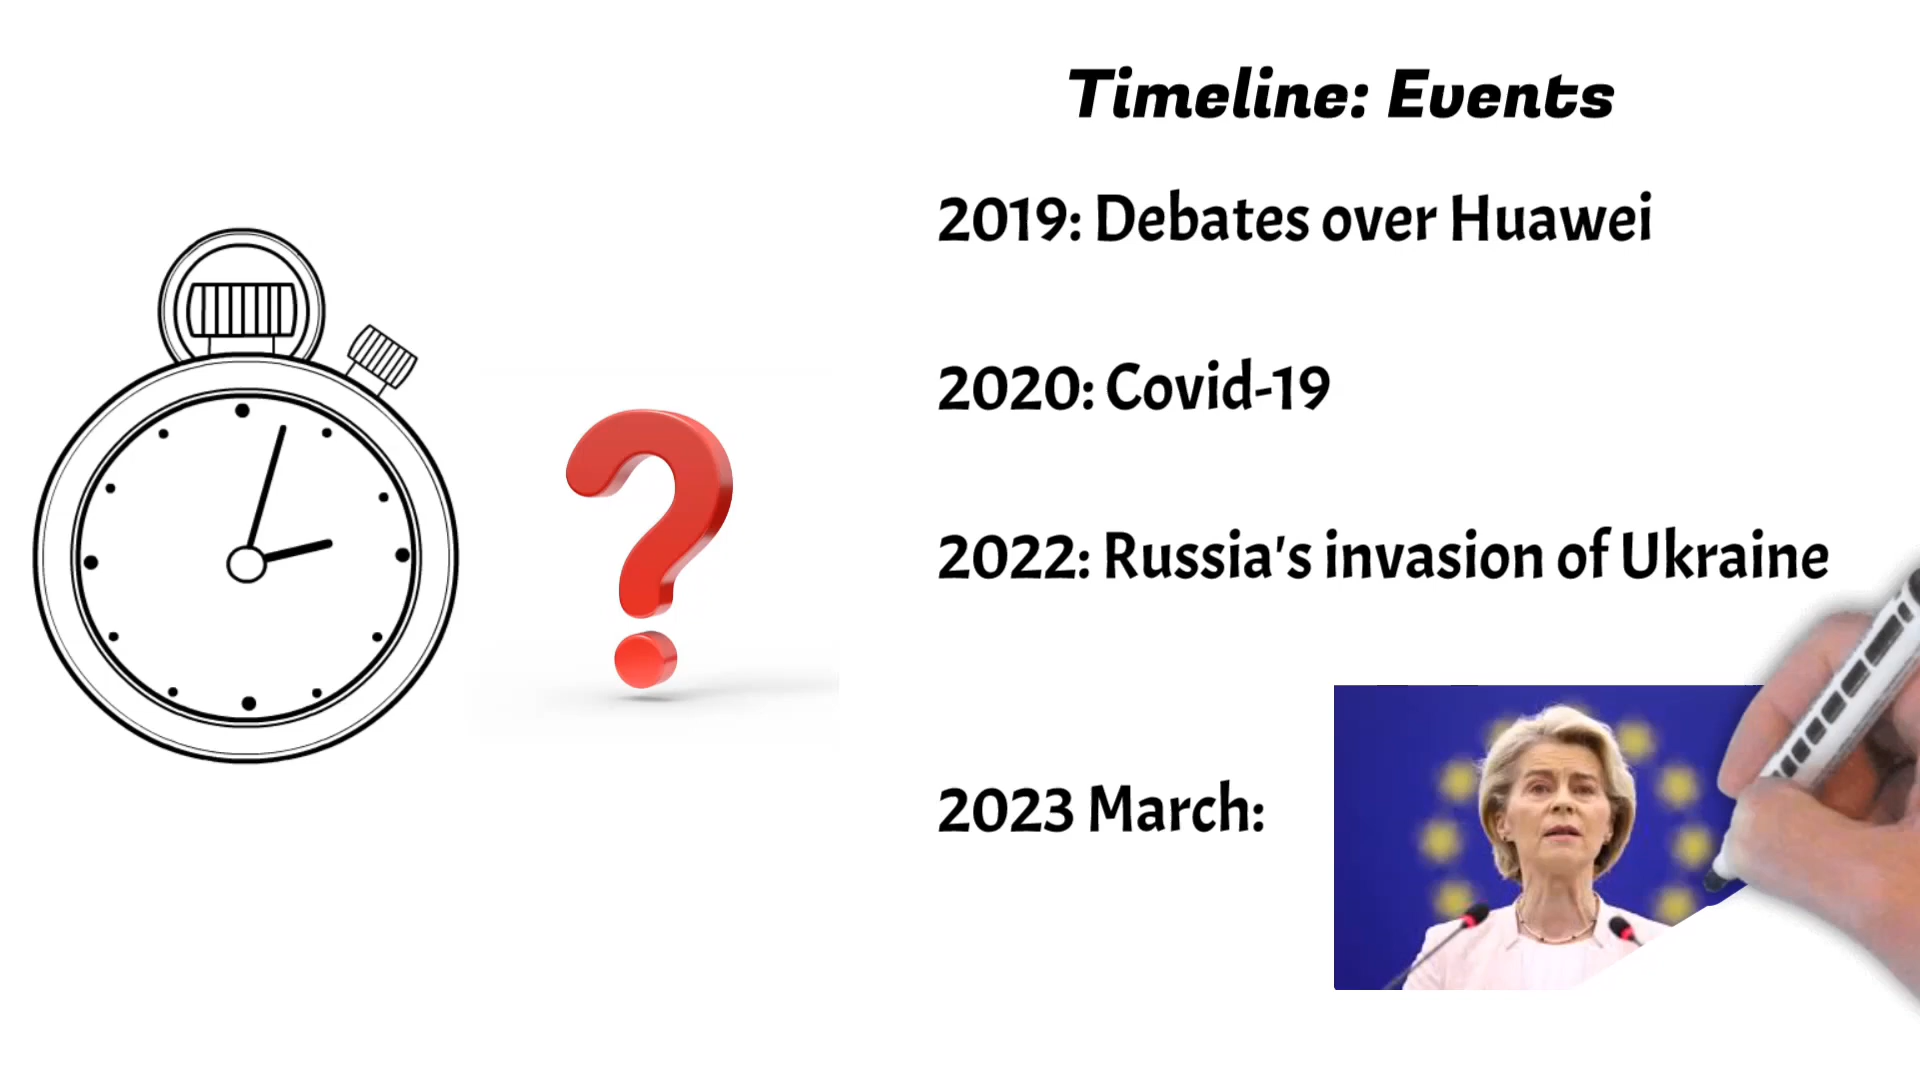 Timeline: Events
2019: Debates over Huawei
2020: Covid-19
2022: Russia's invasion of Ukraine
2023 March: